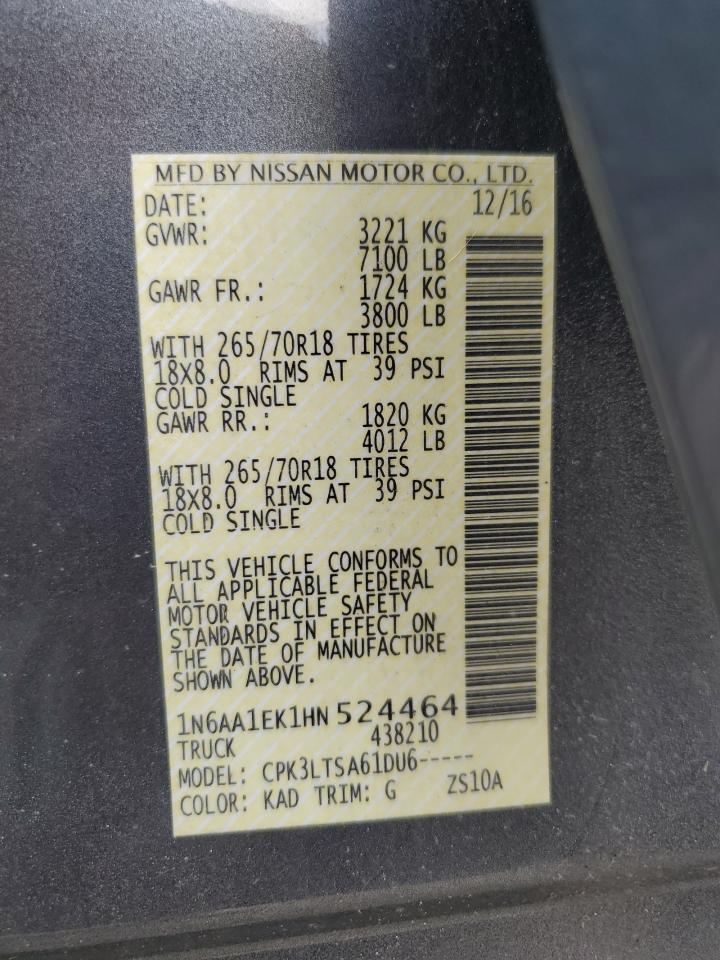 MFD BY NISSAN MOTOR CO., LTD.
DATE: 12/16
GVWR: 3221 KG
7100 LB
GAWR FR.: 1724 KG
3800 LB
WITH 265/70R18 TIRES
18X8.0 RIMS AT 39 PSI
COLD SINGLE
GAWR RR.: 1820 KG
4012 LB
WITH 265/70R18 TIRES
18X8.0 RIMS AT 39 PSI
COLD SINGLE
THIS VEHICLE CONFORMS TO
ALL APPLICABLE FEDERAL
MOTOR VEHICLE SAFETY
STANDARDS IN EFFECT ON
THE DATE OF MANUFACTURE
SHOWN ABOVE.
1N6AA1EK1HN 524464
TRUCK 438210
MODEL: CPK3LTSA61DU6-----
COLOR: KAD TRIM: G ZS10A